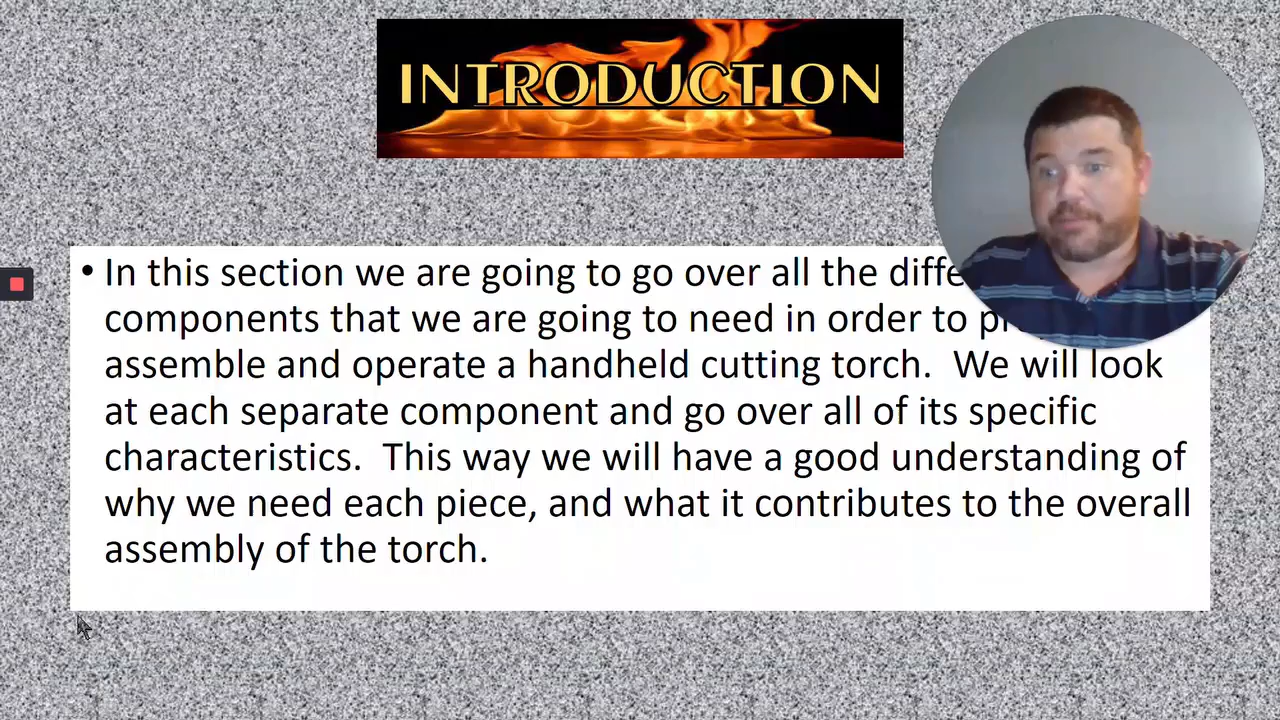 INTRODUCTION
• In this section we are going to go over all the
components that we are going to need in order to
assemble and operate a handheld cutting torch. We will look
at each separate component and go over all of its specific
characteristics. This way we will have a good understanding of
why we need each piece, and what it contributes to the overall
assembly of the torch.